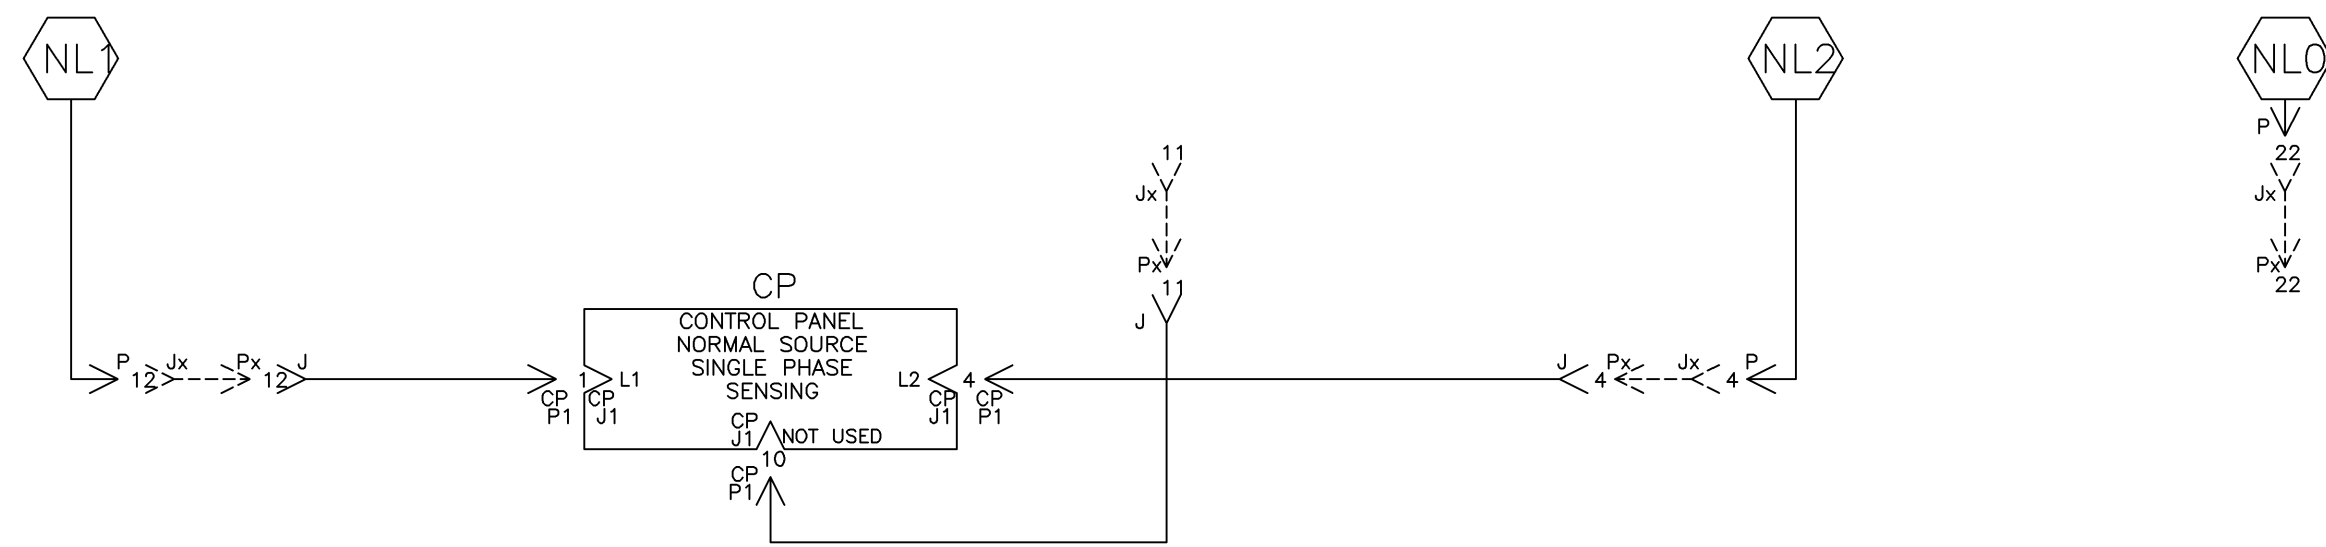 NL1
NL2
NL0
P
22
11
Jx
Jx
Px
Px
11
22
J
CP
CONTROL PANEL
NORMAL SOURCE
SINGLE PHASE
SENSING
P
12
Jx
Px
12
J
1
L1
L2
4
J
4
Px
Jx
4
P
CP
P1
CP
J1
CP
J1
CP
P1
CP
J1
NOT USED
10
CP
P1